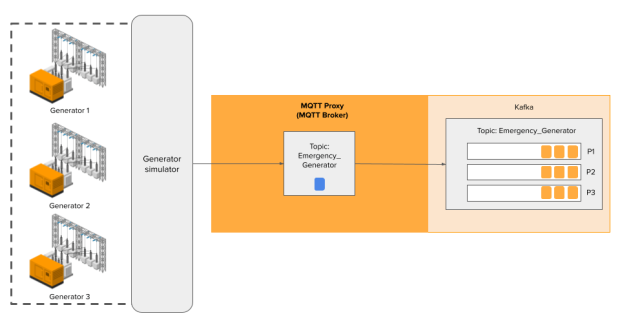 Generator 1
Generator 2
Generator 3
Generator
simulator
MQTT Proxy
(MQTT Broker)
Topic:
Emergency_
Generator
Kafka
Topic: Emergency_Generator
P1
P2
P3